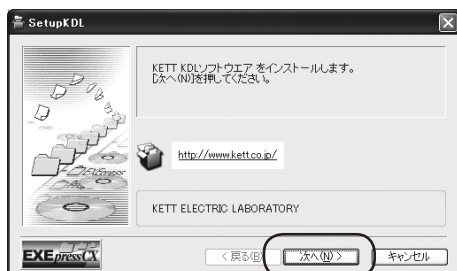 SetupKDL
KETT KDLソフトウエア をインストールします。
[次へ(N)]を押してください。
http://www.kett.co.jp/
KETT ELECTRIC LABORATORY
EXEpressCX
< 戻る(B)
次へ(N) >
キャンセル